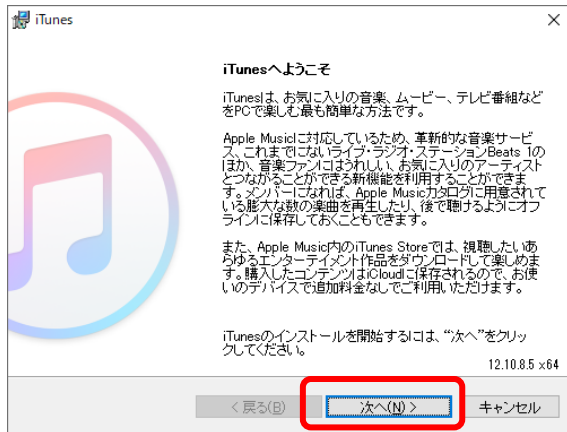 iTunes
iTunesへようこそ
iTunesは、お気に入りの音楽、ムービー、テレビ番組など
をPCで楽しむ最も簡単な方法です。
Apple Musicに対応しているため、革新的な音楽サービ
ス、これまでにないライブ・ラジオ・ステーションBeats 1の
ほか、音楽ファンにはうれしい、お気に入りのアーティスト
とつながることができる新機能を利用することができま
す。メンバーになれば、Apple Musicカタログに用意されて
いる膨大な数の楽曲を再生したり、後で聴けるようにオフ
ラインに保存しておくこともできます。
また、Apple Music内のiTunes Storeでは、視聴したいあ
らゆるエンターテイメント作品をダウンロードして楽しめま
す。購入したコンテンツはiCloudに保存されるので、お使
いのデバイスで追加料金なしでご利用いただけます。
iTunesのインストールを開始するには、“次へ”をクリッ
クしてください。
12.10.8.5 x64
< 戻る(B) 次へ(N) > キャンセル